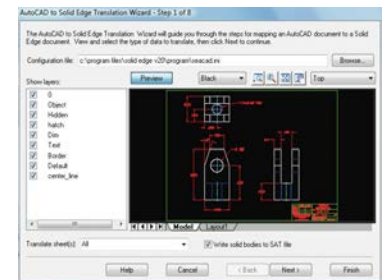 AutoCAD to Solid Edge Translation Wizard - Step 1 of 8
The AutoCAD to Solid Edge Translation Wizard will guide you through the steps for mapping an AutoCAD document to a Solid
Edge document. View and select the type of data to translate, then click Next to continue.
Configuration file: c:\program files\solid edge v20\program\seacad.ini Browse...
Show layers: Preview Black Top
0
Object
Hidden
hatch
Dim
Text
Border
Default
center_line
Model Layout1
Translate sheet(s): All Write solid bodies to SAT file
Help Cancel < Back Next > Finish